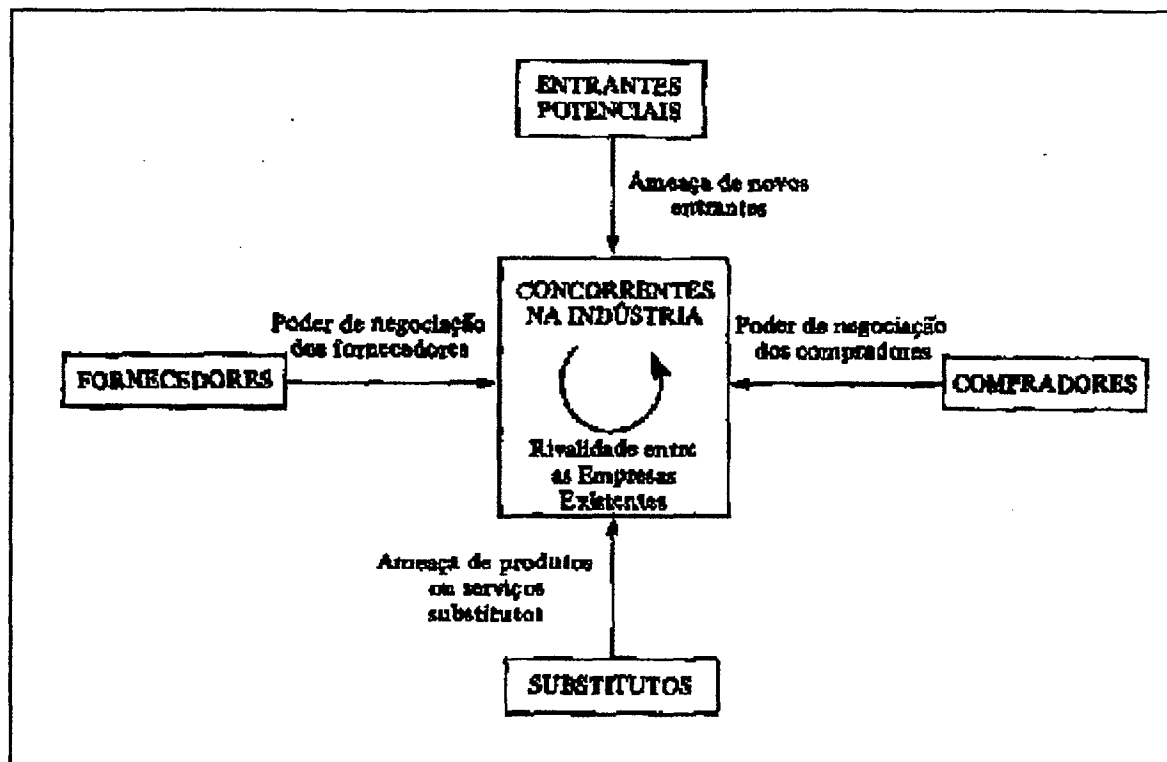 ENTRANTES
POTENCIAIS
Ameaça de novos
entrantes
CONCORRENTES
NA INDÚSTRIA
Poder de negociação
dos fornecedores
Poder de negociação
dos compradores
FORNECEDORES
COMPRADORES
Rivalidade entre
as Empresas
Existentes
Ameaça de produtos
ou serviços
substitutos
SUBSTITUTOS